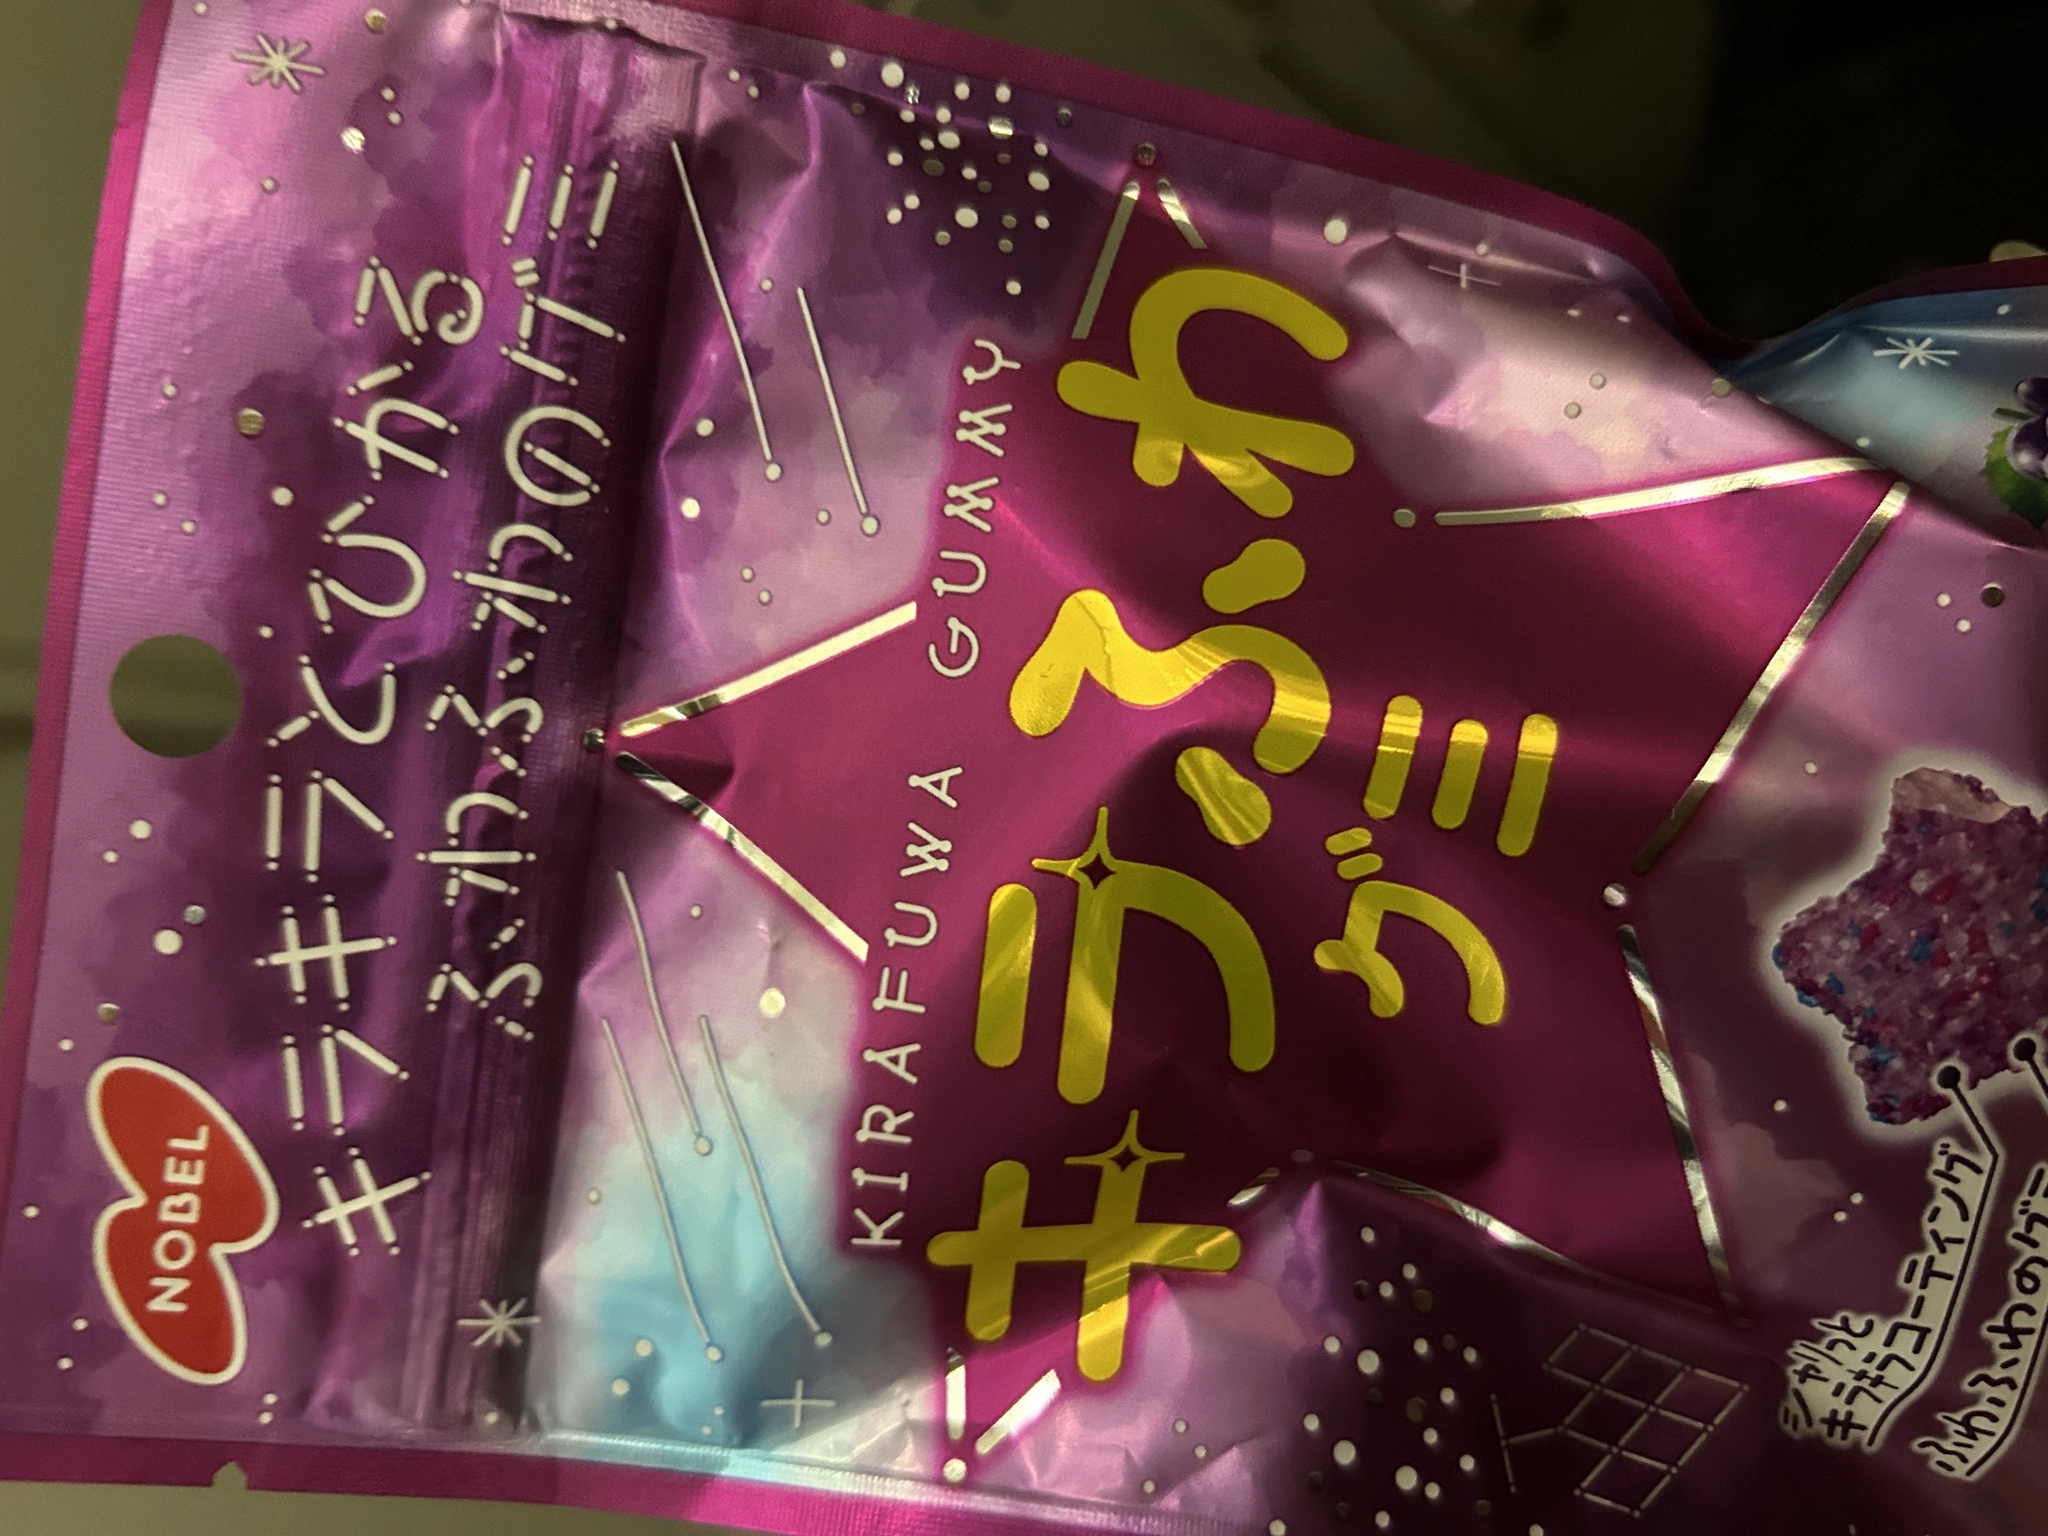 NOBEL
キラキラとひかる
ふわふわのグミ
KIRAFUWA GUMMY
キラふわ
グミ
シャリっと
キラキラコーティング
ふわふわのグミ